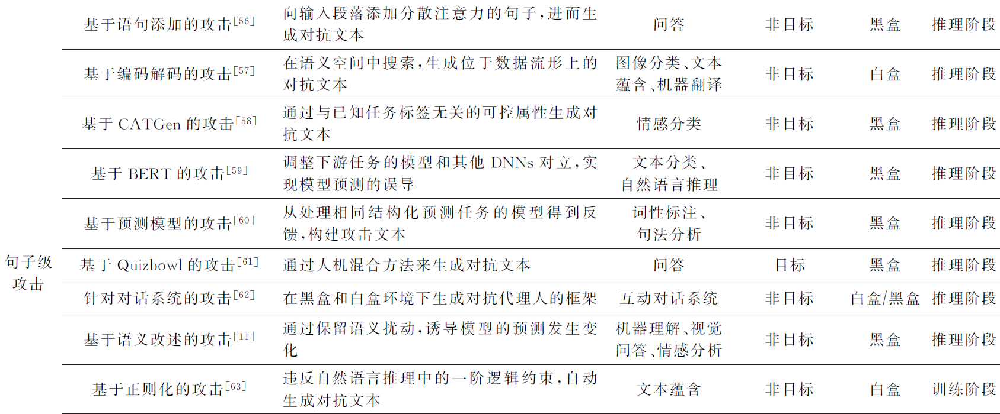 基于语句添加的攻击[56] 向输入段落添加分散注意力的句子,进而生 问答 非目标 黑盒 推理阶段
成对抗文本
基于编码解码的攻击[57] 在语义空间中搜索,生成位于数据流形上的 图像分类、文本 非目标 白盒 推理阶段
对抗文本 蕴含、机器翻译
基于 CATGen 的攻击[58] 通过与已知任务标签无关的可控属性生成对 情感分类 非目标 黑盒 推理阶段
抗文本
基于 BERT 的攻击[59] 调整下游任务的模型和其他 DNNs 对立,实 文本分类、 非目标 黑盒 推理阶段
现模型预测的误导 自然语言推理
基于预测模型的攻击[60] 从处理相同结构化预测任务的模型得到反 词性标注、 非目标 黑盒 推理阶段
馈,构建攻击文本 句法分析
句子级
攻击
基于 Quizbowl 的攻击[61] 通过人机混合方法来生成对抗文本 问答 目标 黑盒 推理阶段
针对对话系统的攻击[62] 在黑盒和白盒环境下生成对抗代理人的框架 互动对话系统 非目标 白盒/黑盒 推理阶段
基于语义改述的攻击[11] 通过保留语义扰动,诱导模型的预测发生变 机器理解、视觉 非目标 黑盒 推理阶段
化 问答、情感分析
基于正则化的攻击[63] 违反自然语言推理中的一阶逻辑约束,自动 文本蕴含 非目标 白盒 训练阶段
生成对抗文本